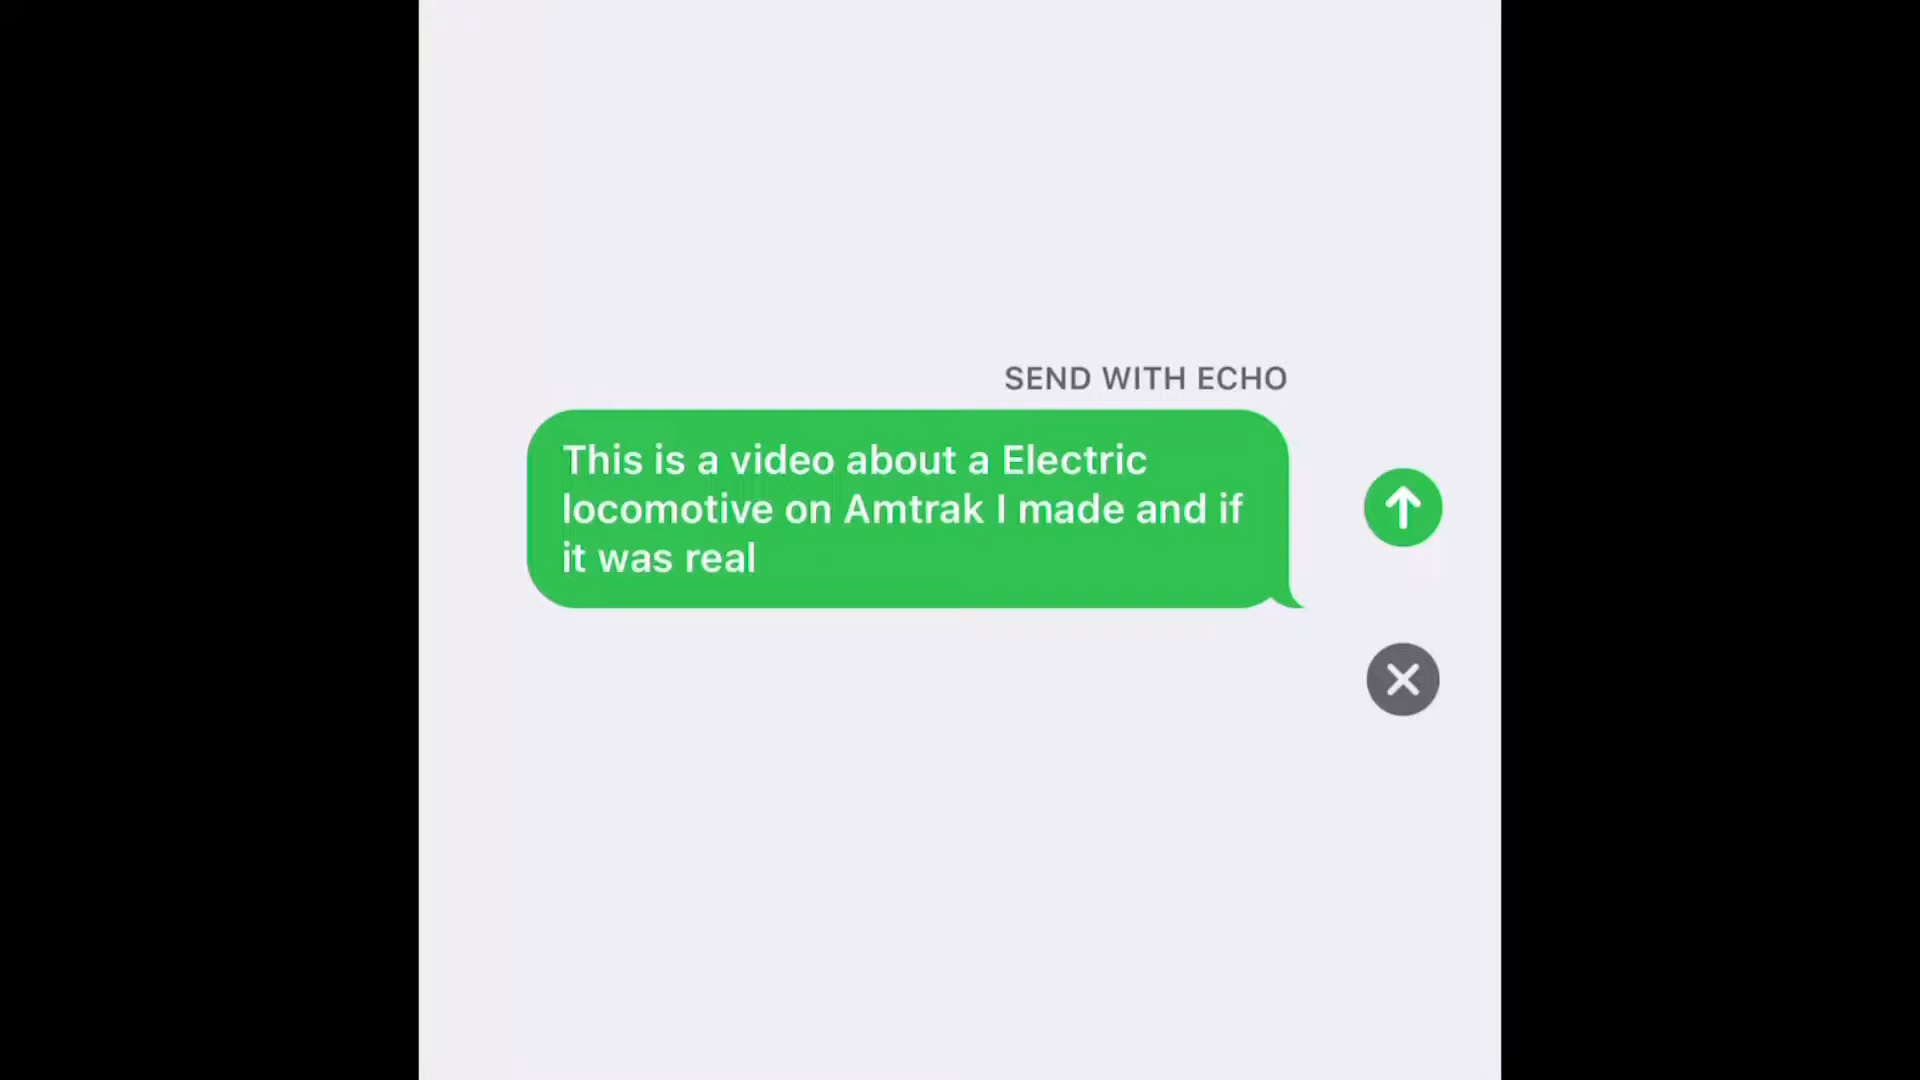 SEND WITH ECHO
This is a video about a Electric
locomotive on Amtrak I made and if
it was real